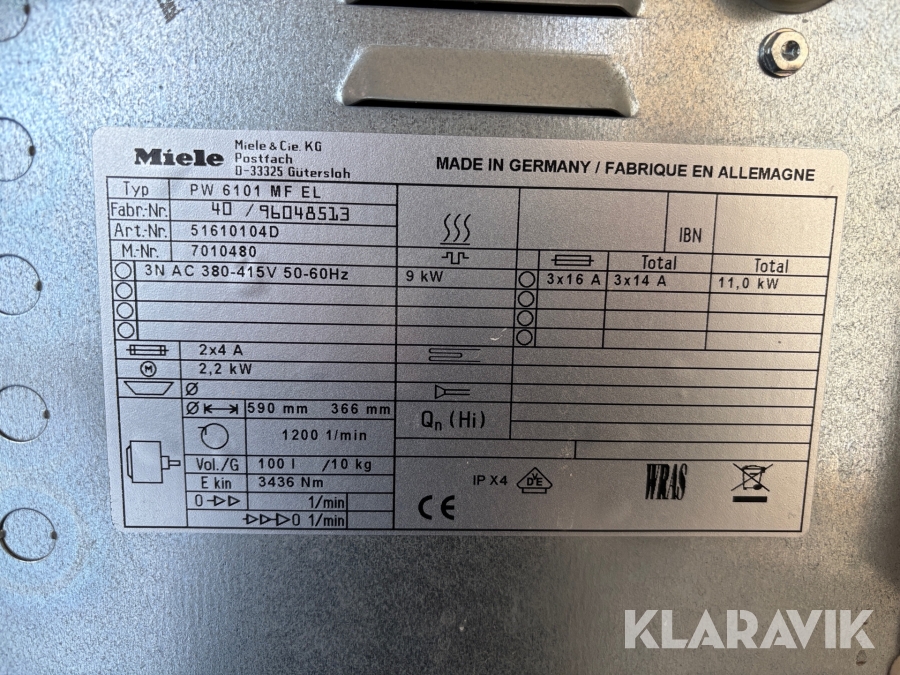 Miele
Miele & Cie. KG
Postfach
D-33325 Gütersloh
MADE IN GERMANY / FABRIQUE EN ALLEMAGNE
Typ PW 6101 MF EL
Fabr.-Nr. 40 / 96048513
Art.-Nr. 51610104D
M.-Nr. 7010480
IBN
3N AC 380-415V 50-60Hz 9 kW
Total Total
3x16 A 3x14 A 11,0 kW
2x4 A
M 2,2 kW
Ø
Ø 590 mm 366 mm
1200 1/min
Vol./G 100 l /10 kg
E kin 3436 Nm
0 1/min
0 1/min
Qn (Hi)
IP X4 VDE WRAS
CE
KLARAVIK